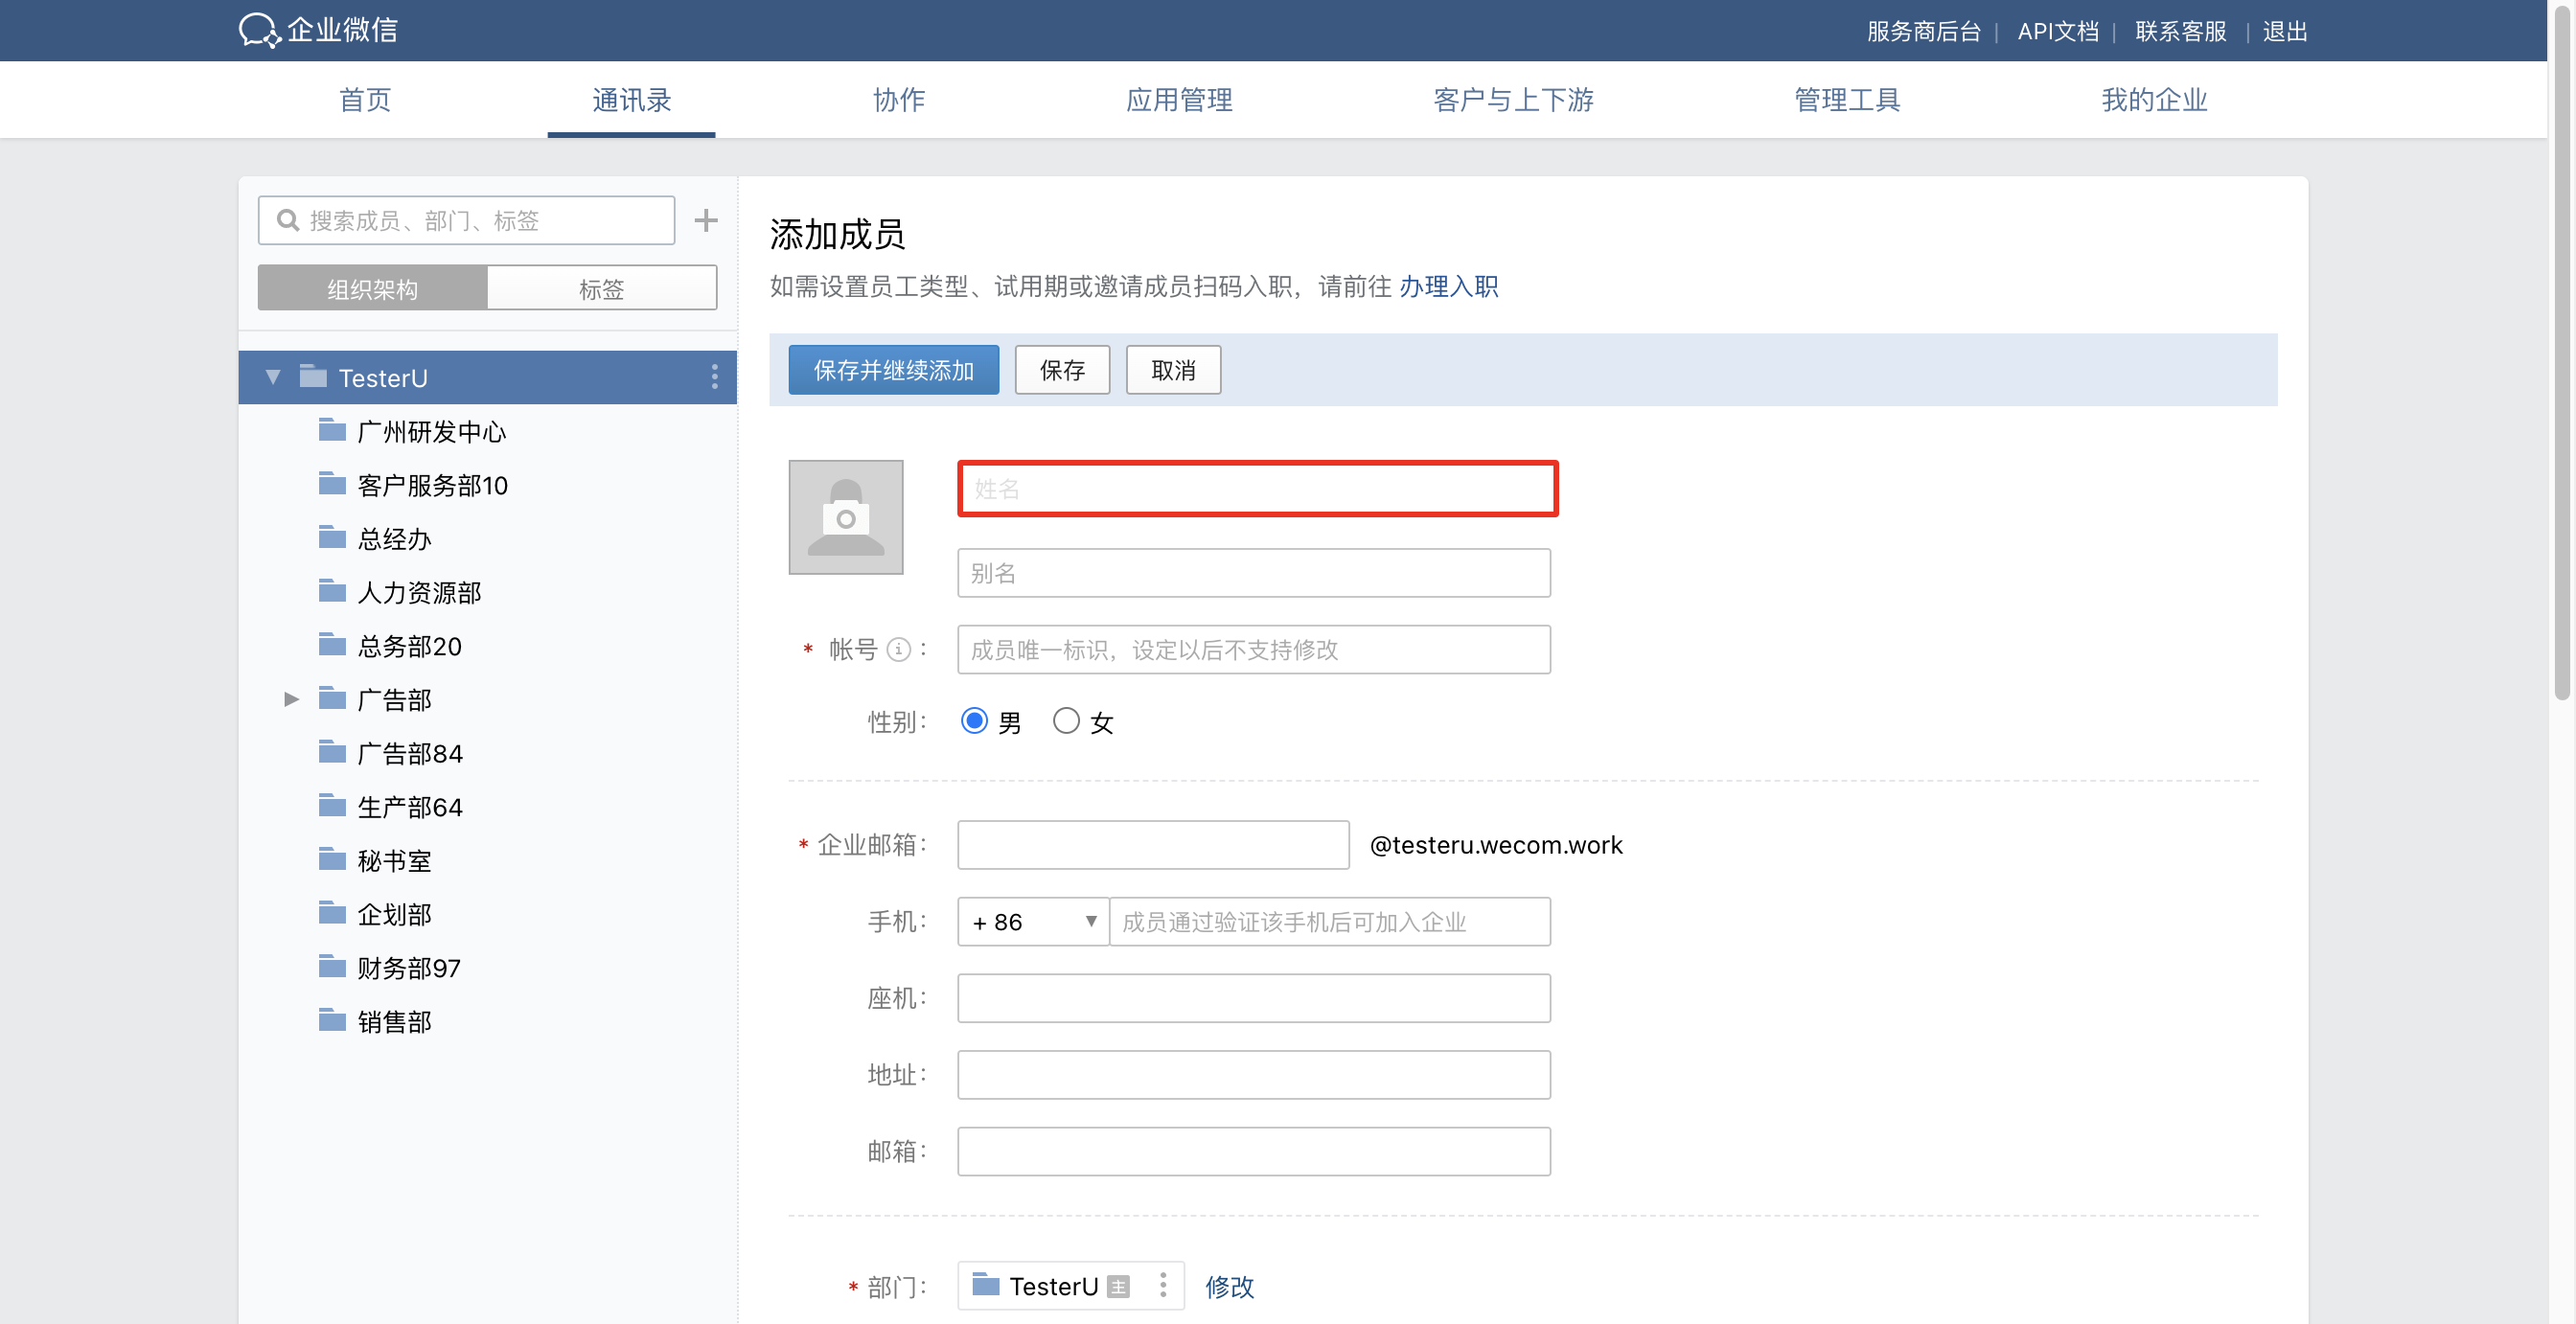 企业微信
服务商后台 | API文档 | 联系客服 | 退出
首页 通讯录 协作 应用管理 客户与上下游 管理工具 我的企业
搜索成员、部门、标签
组织架构 标签
TesterU
广州研发中心
客户服务部10
总经办
人力资源部
总务部20
广告部
广告部84
生产部64
秘书室
企划部
财务部97
销售部
添加成员
如需设置员工类型、试用期或邀请成员扫码入职，请前往 办理入职
保存并继续添加 保存 取消
姓名
别名
* 帐号 ： 成员唯一标识，设定以后不支持修改
性别： 男 女
* 企业邮箱： @testeru.wecom.work
手机： + 86 成员通过验证该手机后可加入企业
座机：
地址：
邮箱：
* 部门： TesterU 主 修改